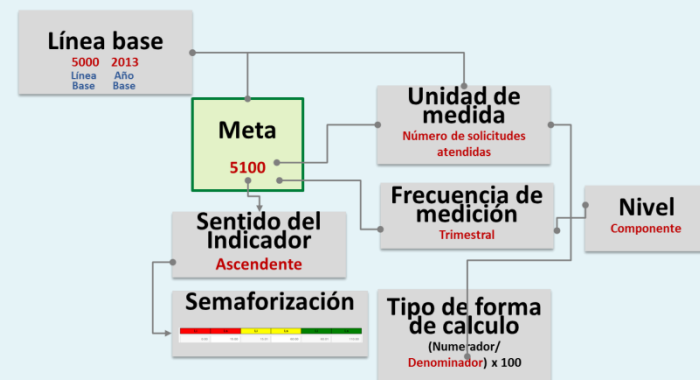 Línea base
5000 2013
Línea Año
Base Base
Meta
5100
Unidad de
medida
Número de solicitudes
atendidas
Frecuencia de
medición
Trimestral
Nivel
Componente
Sentido del
Indicador
Ascendente
Semaforización
Tipo de forma
de calculo
(Numerador/
Denominador) x 100